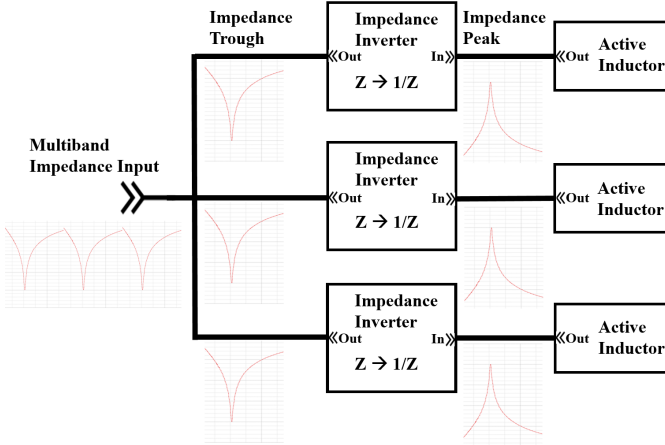 Impedance
Trough
Impedance
Inverter
Out
In
Z → 1/Z
Impedance
Peak
Out
Active
Inductor
Multiband
Impedance Input
Impedance
Inverter
Out
In
Z → 1/Z
Out
Active
Inductor
Impedance
Inverter
Out
In
Z → 1/Z
Out
Active
Inductor